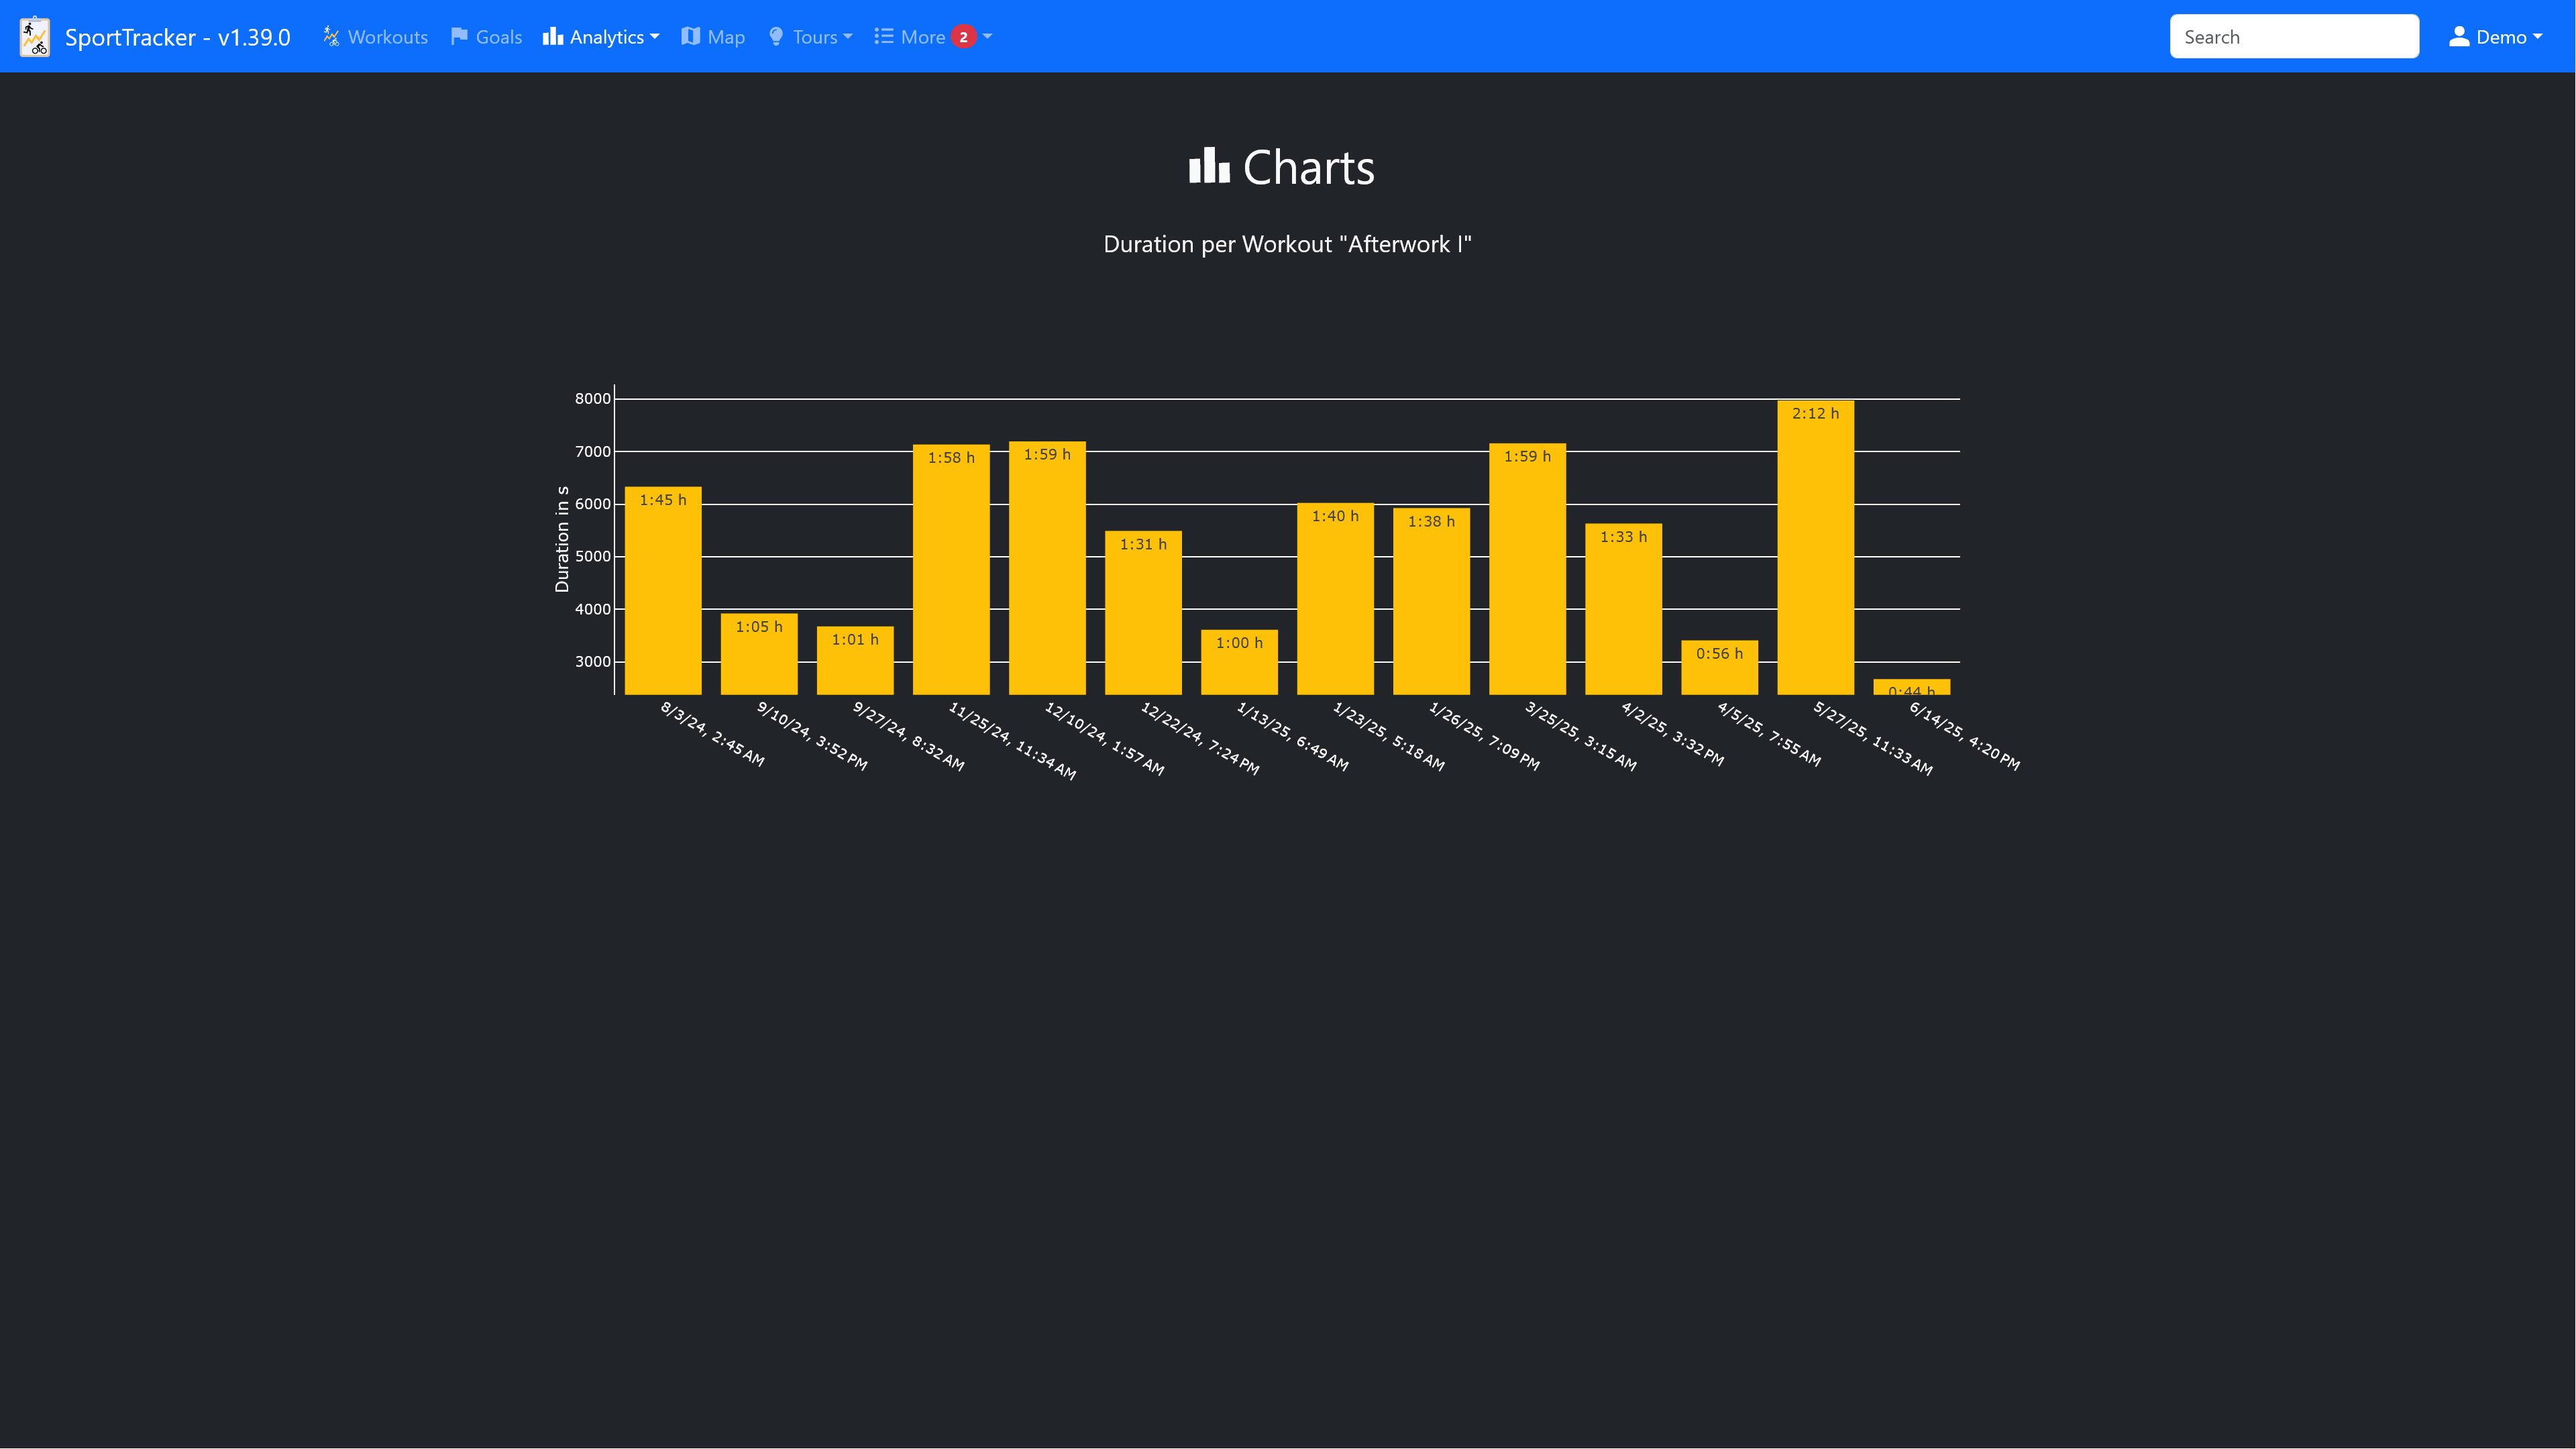 SportTracker - v1.39.0 Workouts Goals Analytics Map Tours More 2 Search Demo
Charts
Duration per Workout "Afterwork I"
Duration in s
8000
7000
6000
5000
4000
3000
1:45 h
1:05 h
1:01 h
1:58 h
1:59 h
1:31 h
1:00 h
1:40 h
1:38 h
1:59 h
1:33 h
0:56 h
2:12 h
0:44 h
8/3/24, 2:45 AM
9/10/24, 3:52 PM
9/27/24, 8:32 AM
11/25/24, 11:34 AM
12/10/24, 1:57 AM
12/22/24, 7:24 PM
1/13/25, 6:49 AM
1/23/25, 5:18 AM
1/26/25, 7:09 PM
3/25/25, 3:15 AM
4/2/25, 3:32 PM
4/5/25, 7:55 AM
5/27/25, 11:33 AM
6/14/25, 4:20 PM